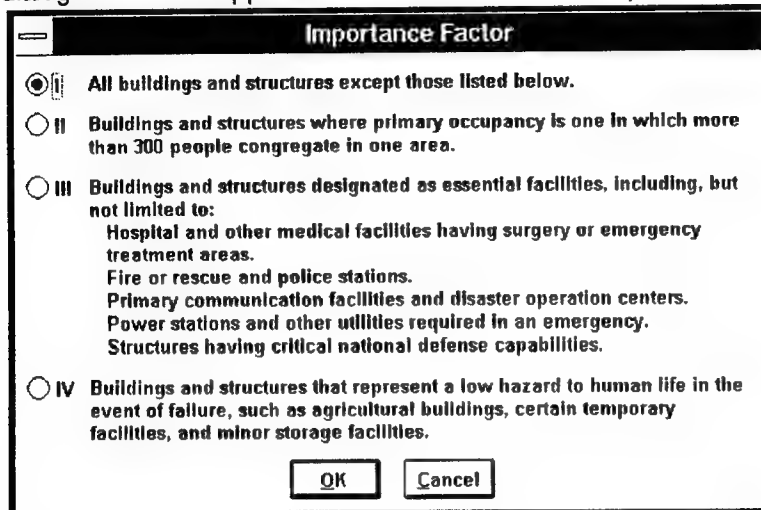 Importance Factor
I All buildings and structures except those listed below.
II Buildings and structures where primary occupancy is one in which more
than 300 people congregate in one area.
III Buildings and structures designated as essential facilities, including, but
not limited to:
Hospital and other medical facilities having surgery or emergency
treatment areas.
Fire or rescue and police stations.
Primary communication facilities and disaster operation centers.
Power stations and other utilities required in an emergency.
Structures having critical national defense capabilities.
IV Buildings and structures that represent a low hazard to human life in the
event of failure, such as agricultural buildings, certain temporary
facilities, and minor storage facilities.
OK Cancel